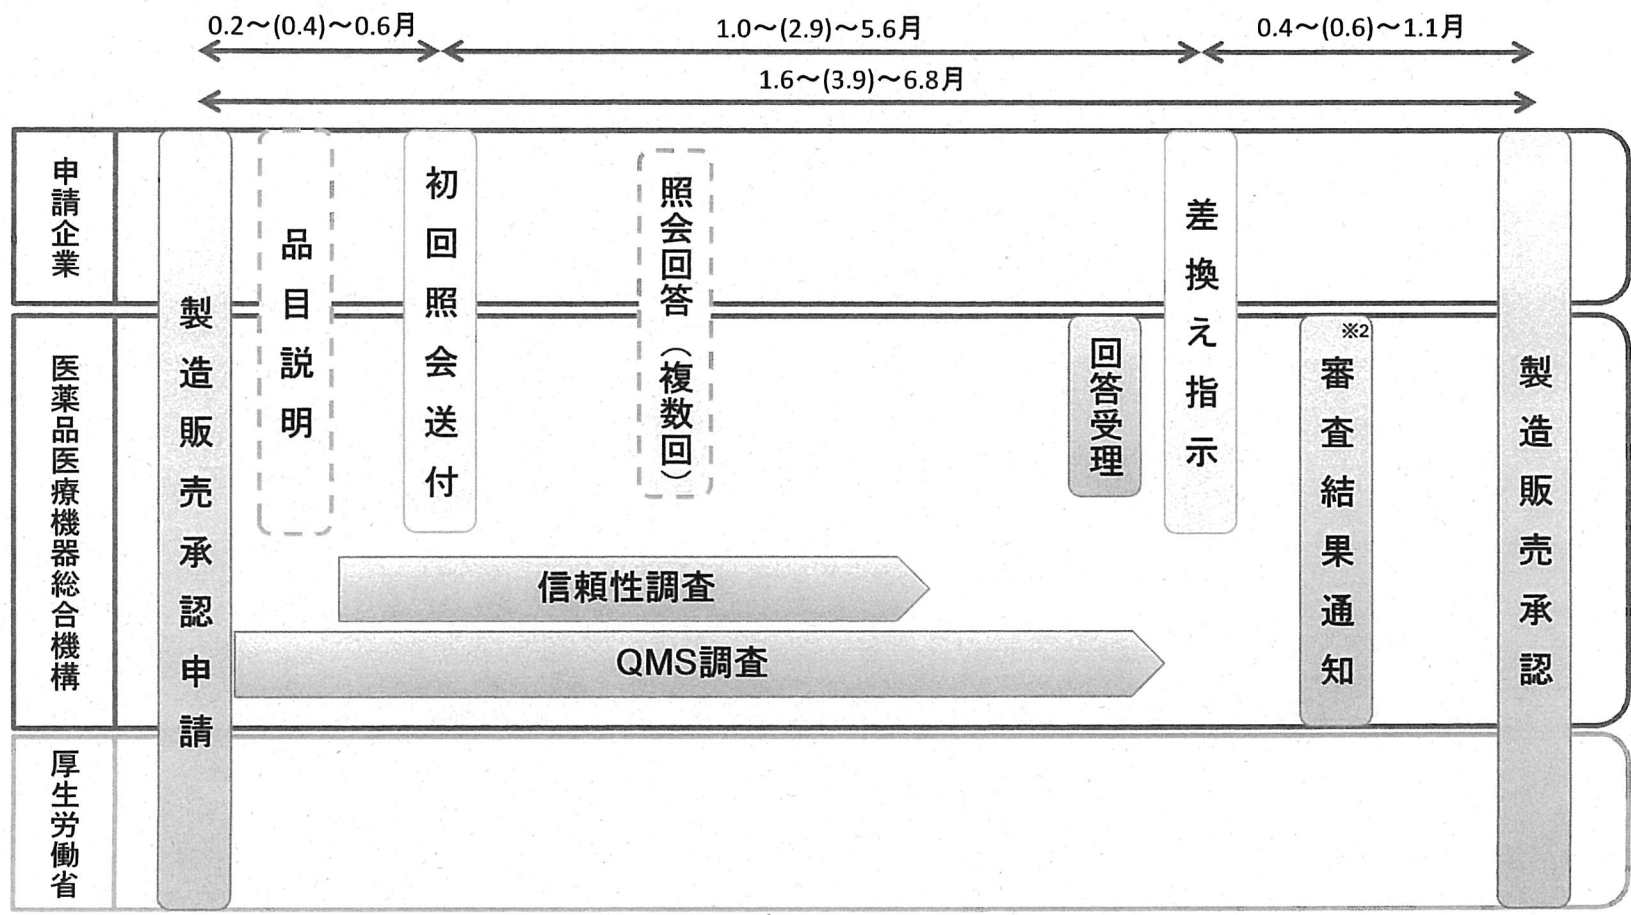 0.2～(0.4)～0.6月
1.0～(2.9)～5.6月
0.4～(0.6)～1.1月
1.6～(3.9)～6.8月
申請企業
医薬品医療機器総合機構
厚生労働省
製造販売承認申請
品目説明
初回照会送付
照会回答（複数回）
回答受理
差換え指示
※2
審査結果通知
製造販売承認
信頼性調査
QMS調査